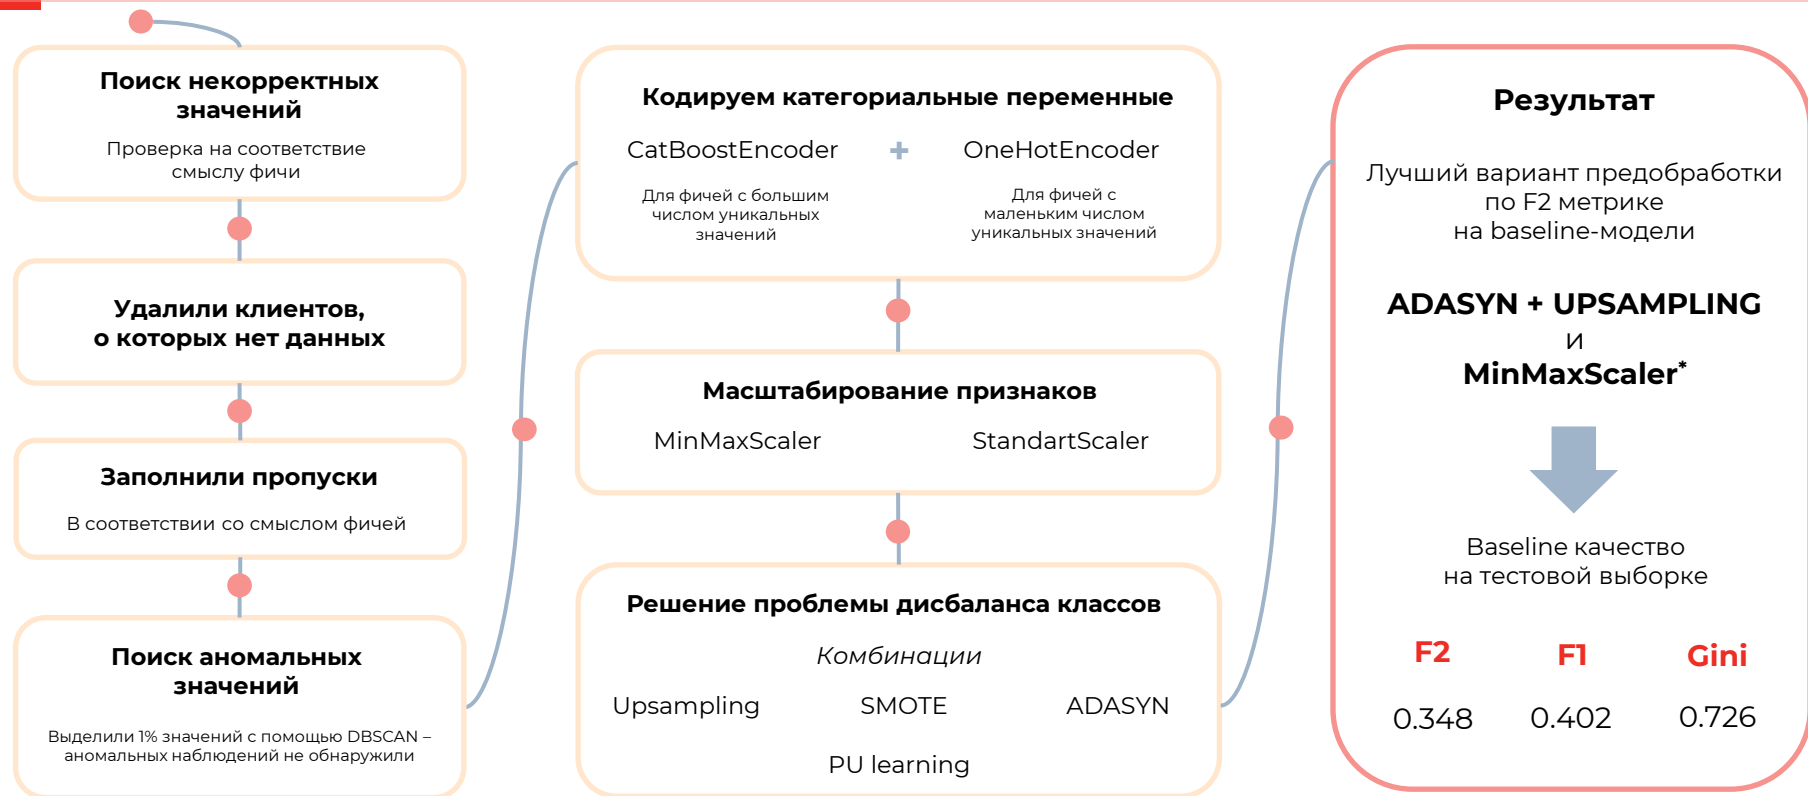 Поиск некорректных
значений
Проверка на соответствие
смыслу фичи
Удалили клиентов,
о которых нет данных
Заполнили пропуски
В соответствии со смыслом фичей
Поиск аномальных
значений
Выделили 1% значений с помощью DBSCAN –
аномальных наблюдений не обнаружили
Кодируем категориальные переменные
CatBoostEncoder + OneHotEncoder
Для фичей с большим
числом уникальных
значений
Для фичей с
маленьким числом
уникальных значений
Масштабирование признаков
MinMaxScaler StandartScaler
Решение проблемы дисбаланса классов
Комбинации
Upsampling SMOTE ADASYN
PU learning
Результат
Лучший вариант предобработки
по F2 метрике
на baseline-модели
ADASYN + UPSAMPLING
и
MinMaxScaler*
Baseline качество
на тестовой выборке
F2 F1 Gini
0.348 0.402 0.726